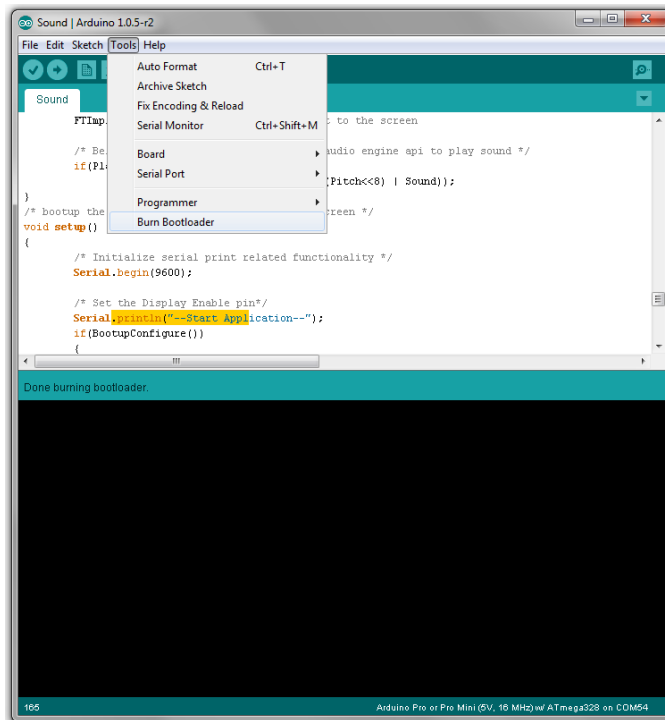 Sound | Arduino 1.0.5-r2
File Edit Sketch Tools Help
Auto Format Ctrl+T
Archive Sketch
Fix Encoding & Reload
Serial Monitor Ctrl+Shift+M
Board
Serial Port
Programmer
Burn Bootloader
Sound
FTImp t to the screen
/* Be audio engine api to play sound */
if(Pl (Pitch<<8) | Sound));
}
/* bootup the reen */
void setup()
{
/* Initialize serial print related functionality */
Serial.begin(9600);
/* Set the Display Enable pin*/
Serial.println("--Start Application--");
if(BootupConfigure())
{
Done burning bootloader.
165 Arduino Pro or Pro Mini (5V, 16 MHz) w/ ATmega328 on COM54